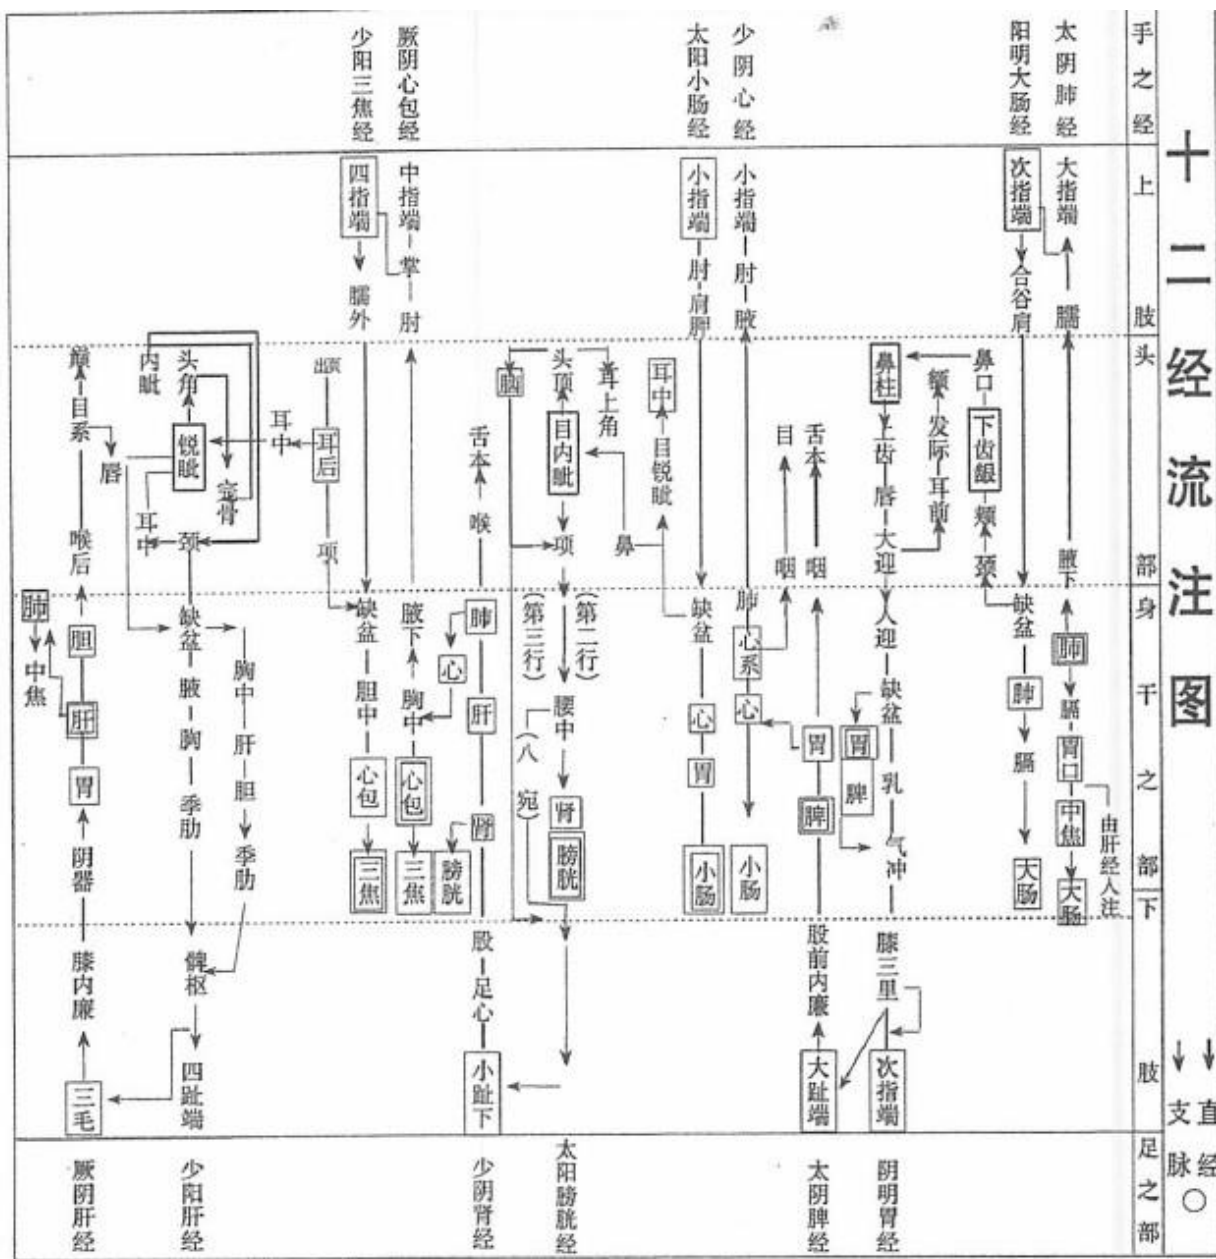 十二经流注图
直经
支脉
手之经
上肢
头部
身干之部
下肢
足之部
太阴肺经
阳明大肠经
少阴心经
太阳小肠经
厥阴心包经
少阳三焦经
大指端
臑
腋下
肺
膈
胃口
中焦
大肠
由肝经入注
次指端
合谷肩
鼻口
下齿龈
颊
颈
缺盆
肺
膈
大肠
额
发际
耳前
鼻柱
上齿
唇
大迎
人迎
缺盆
乳
气冲
胃
脾
膝三里
次指端
阴明胃经
舌本
咽
胃
脾
股前内廉
大趾端
太阴脾经
目
咽
小指端
肘
腋
肺
心系
心
小肠
小指端
肘
肩胛
耳中
目锐眦
缺盆
心
胃
小肠
耳上角
头顶
脑
目内眦
鼻
项
(第二行)
(第三行)
腰中
(八宛)
肾
膀胱
太阳膀胱经
舌本
喉
肺
心
肝
肾
膀胱
股
足心
小趾下
少阴肾经
中指端
掌
肘
腋下
胸中
心包
三焦
四指端
臑外
缺盆
胆中
心包
三焦
耳后
项
耳中
头角
内眦
锐眦
完骨
耳中
颈
缺盆
腋
胸
季肋
胸中
肝
胆
季肋
髀枢
四趾端
少阳肝经
巅
目系
唇
喉后
胆
肝
胃
阴器
膝内廉
三毛
厥阴肝经
肺
中焦